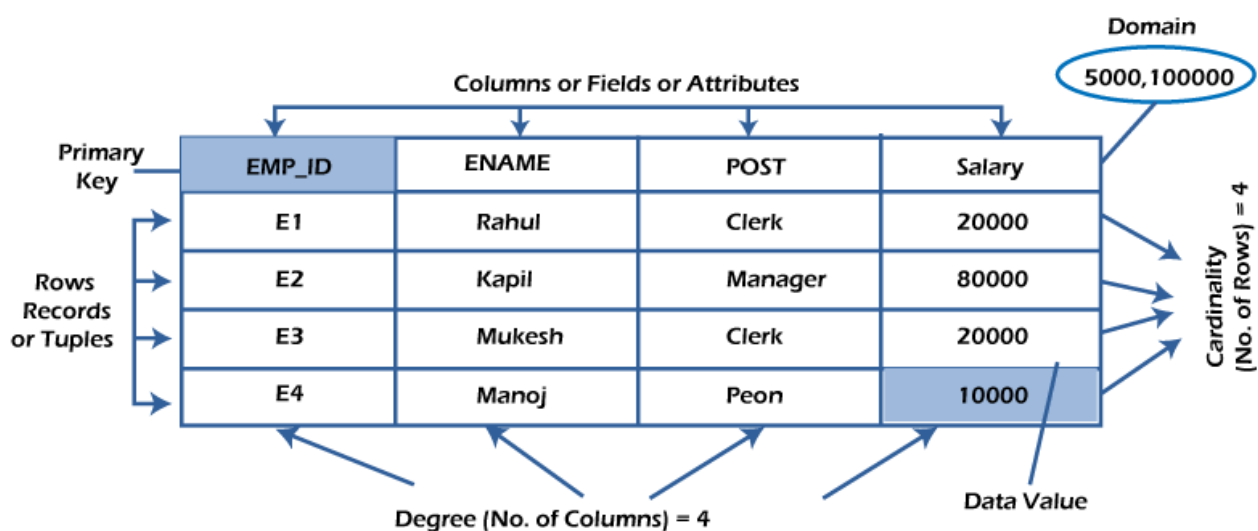 Domain
5000,100000
Columns or Fields or Attributes
Primary
Key
EMP_ID ENAME POST Salary
E1 Rahul Clerk 20000
E2 Kapil Manager 80000
E3 Mukesh Clerk 20000
E4 Manoj Peon 10000
Rows
Records
or Tuples
Cardinality
(No. of Rows) = 4
Degree (No. of Columns) = 4
Data Value